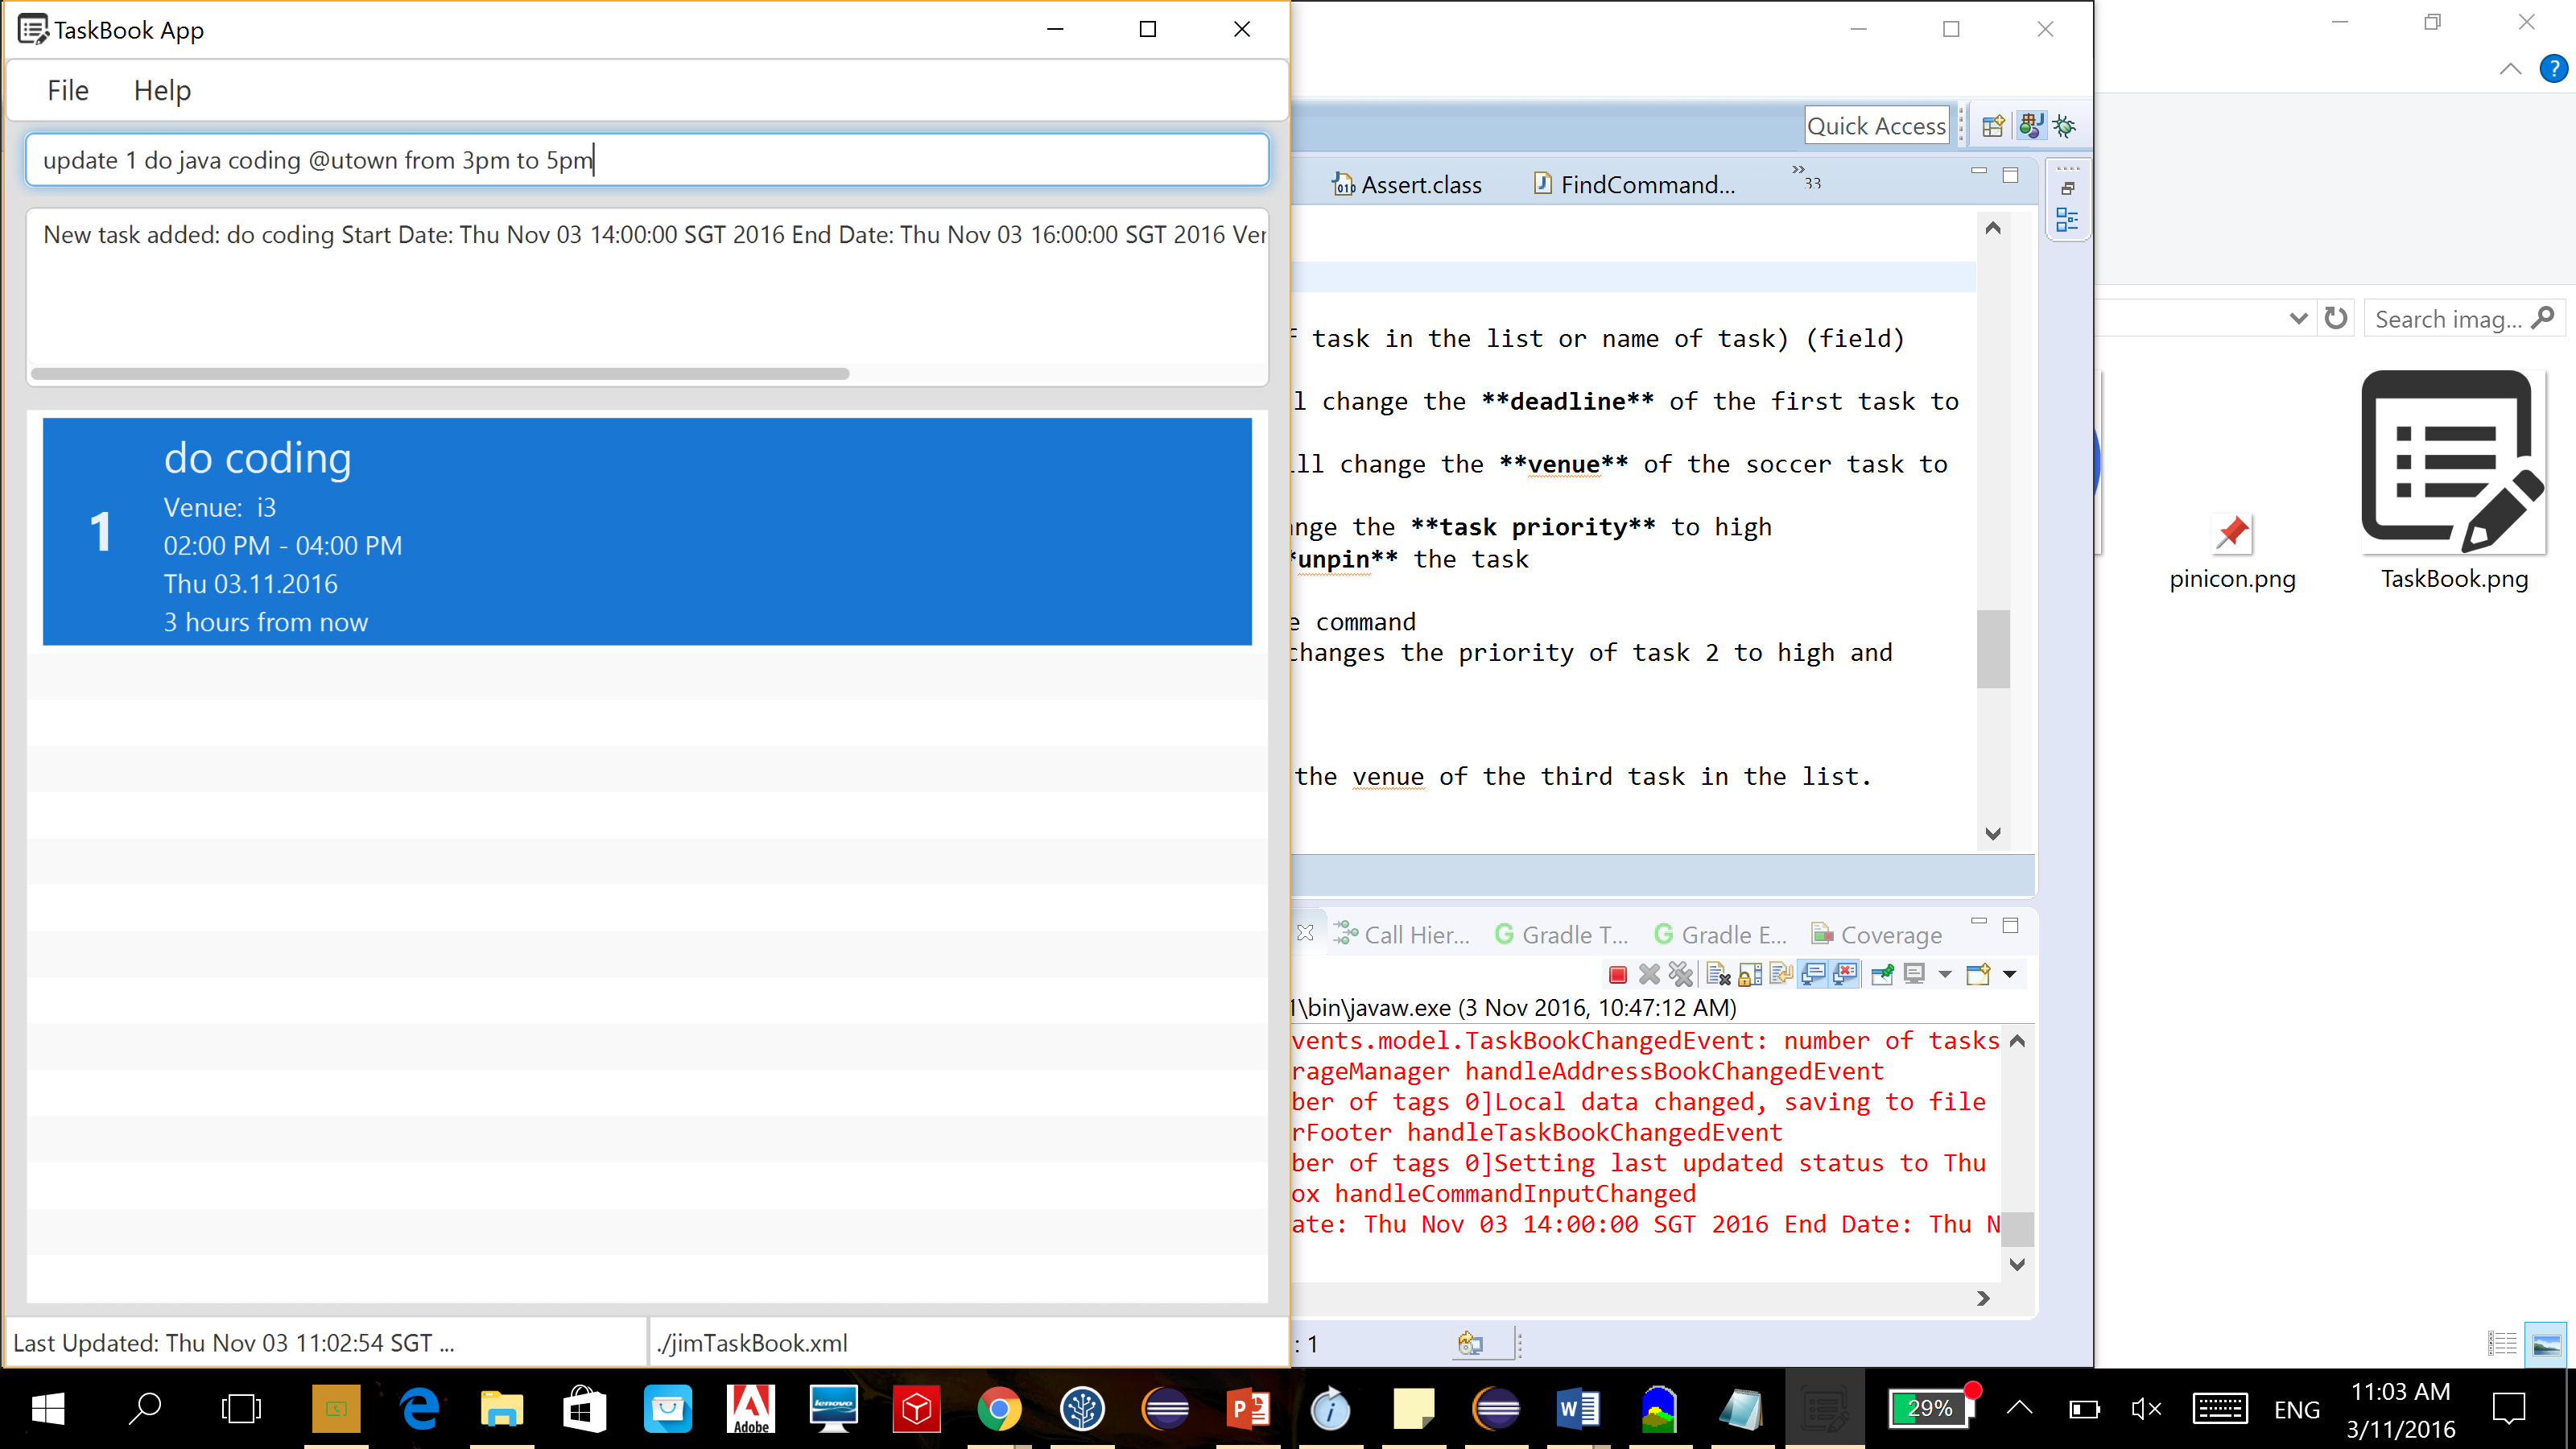 TaskBook App
File Help
update 1 do java coding @utown from 3pm to 5pm
New task added: do coding Start Date: Thu Nov 03 14:00:00 SGT 2016 End Date: Thu Nov 03 16:00:00 SGT 2016
1
do coding
Venue: i3
02:00 PM - 04:00 PM
Thu 03.11.2016
3 hours from now
Last Updated: Thu Nov 03 11:02:54 SGT ...
./jimTaskBook.xml
Quick Access
Assert.class FindCommand... »33
task in the list or name of task) (field)
change the **deadline** of the first task to
change the **venue** of the soccer task to
the **task priority** to high
*unpin** the task
command
changes the priority of task 2 to high and
the venue of the third task in the list.
Call Hier... Gradle T... Gradle E... Coverage
1\bin\javaw.exe (3 Nov 2016, 10:47:12 AM)
vents.model.TaskBookChangedEvent: number of tasks
rageManager handleAddressBookChangedEvent
ber of tags 0]Local data changed, saving to file
rFooter handleTaskBookChangedEvent
ber of tags 0]Setting last updated status to Thu
ox handleCommandInputChanged
ate: Thu Nov 03 14:00:00 SGT 2016 End Date: Thu N
: 1
Search imag...
pinicon.png
TaskBook.png
Adobe
lenovo
29%
ENG
11:03 AM
3/11/2016